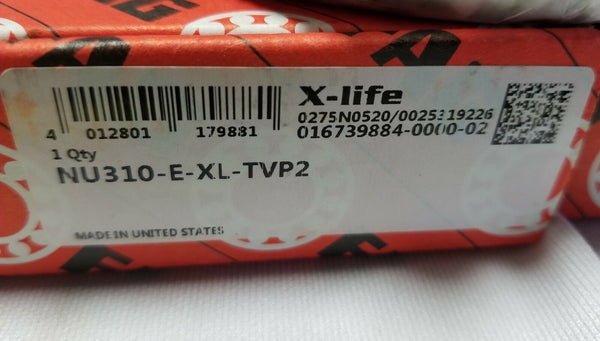 X-life
0275N0520/0025319226
016739884-0000-02
4 012801 179881
1 Qty
NU310-E-XL-TVP2
MADE IN UNITED STATES